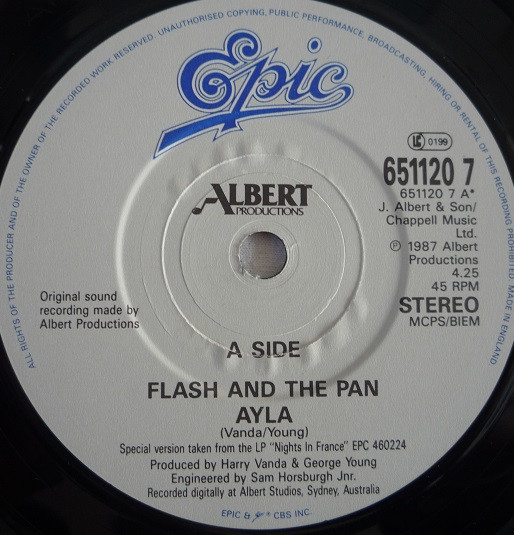 ALL RIGHTS OF THE PRODUCER AND OF THE OWNER OF THE RECORDED WORK RESERVED. UNAUTHORISED COPYING, PUBLIC PERFORMANCE, BROADCASTING, HIRING OR RENTAL OF THIS RECORD PROHIBITED. MADE IN ENGLAND
Epic
LC 0199
651120 7
651120 7 A*
J. Albert & Son/
Chappell Music
Ltd.
℗ 1987 Albert
Productions
4.25
45 RPM
STEREO
MCPS/BIEM
ALBERT
PRODUCTIONS
Original sound
recording made by
Albert Productions
A SIDE
FLASH AND THE PAN
AYLA
(Vanda/Young)
Special version taken from the LP "Nights In France" EPC 460224
Produced by Harry Vanda & George Young
Engineered by Sam Horsburgh Jnr.
Recorded digitally at Albert Studios, Sydney, Australia
EPIC & ® CBS INC.